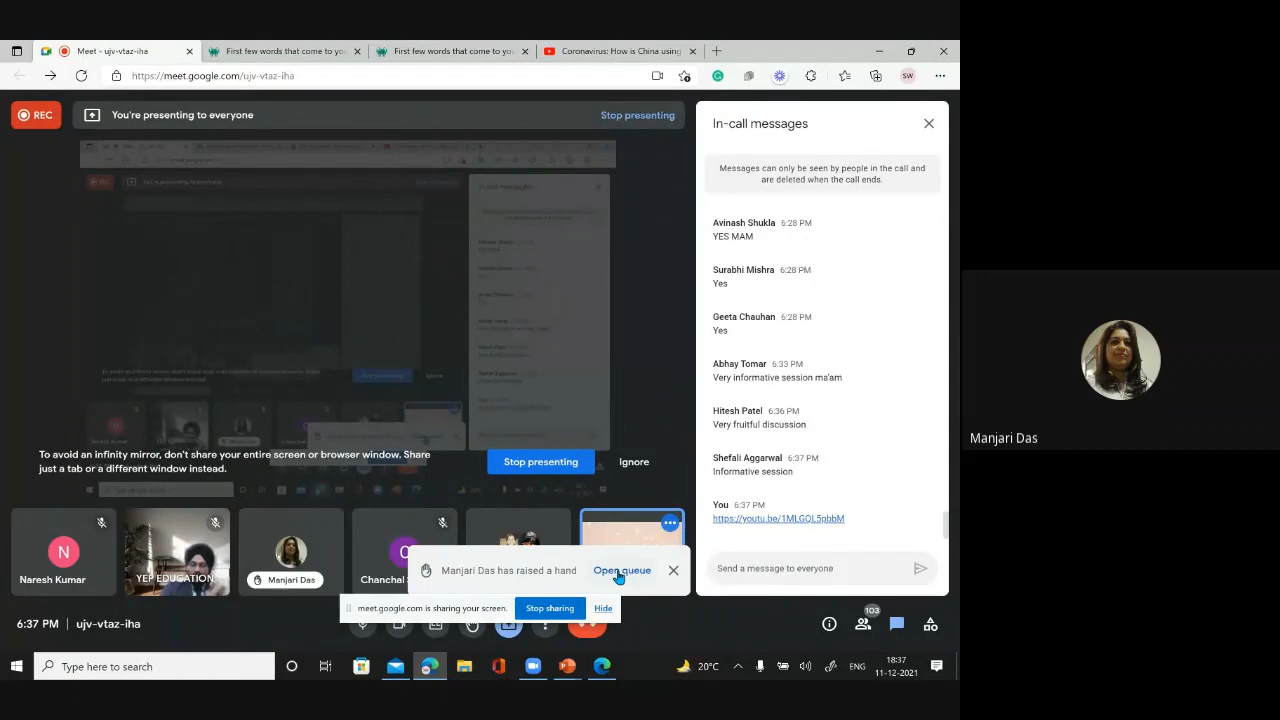 Meet - ujv-vtaz-iha
First few words that come to you
First few words that come to you
Coronavirus: How is China using
https://meet.google.com/ujv-vtaz-iha
SW
REC
You're presenting to everyone
Stop presenting
To avoid an infinity mirror, don't share your entire screen or browser window. Share
just a tab or a different window instead.
Stop presenting
Ignore
N
Naresh Kumar
YEP EDUCATION
Manjari Das
C
Chanchal
Manjari Das has raised a hand
Open queue
meet.google.com is sharing your screen.
Stop sharing
Hide
6:37 PM | ujv-vtaz-iha
103
In-call messages
Messages can only be seen by people in the call and
are deleted when the call ends.
Avinash Shukla 6:28 PM
YES MAM
Surabhi Mishra 6:28 PM
Yes
Geeta Chauhan 6:28 PM
Yes
Abhay Tomar 6:33 PM
Very informative session ma'am
Hitesh Patel 6:36 PM
Very fruitful discussion
Shefali Aggarwal 6:37 PM
Informative session
You 6:37 PM
https://youtu.be/1MLGQL5pbbM
Send a message to everyone
Type here to search
20°C
ENG
18:37
11-12-2021
Manjari Das